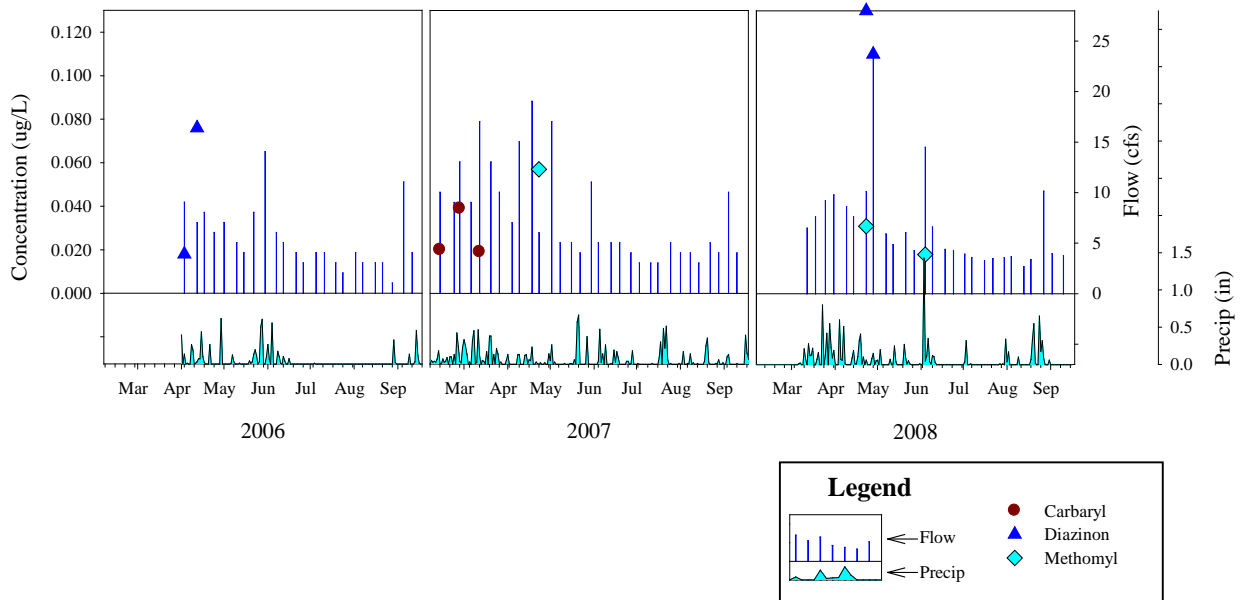 Concentration (ug/L)
0.120
0.100
0.080
0.060
0.040
0.020
0.000
25
20
15
10
5
0
Flow (cfs)
1.5
1.0
0.5
0.0
Precip (in)
Mar Apr May Jun Jul Aug Sep
Mar Apr May Jun Jul Aug Sep
Mar Apr May Jun Jul Aug Sep
2006
2007
2008
Legend
Flow
Precip
Carbaryl
Diazinon
Methomyl